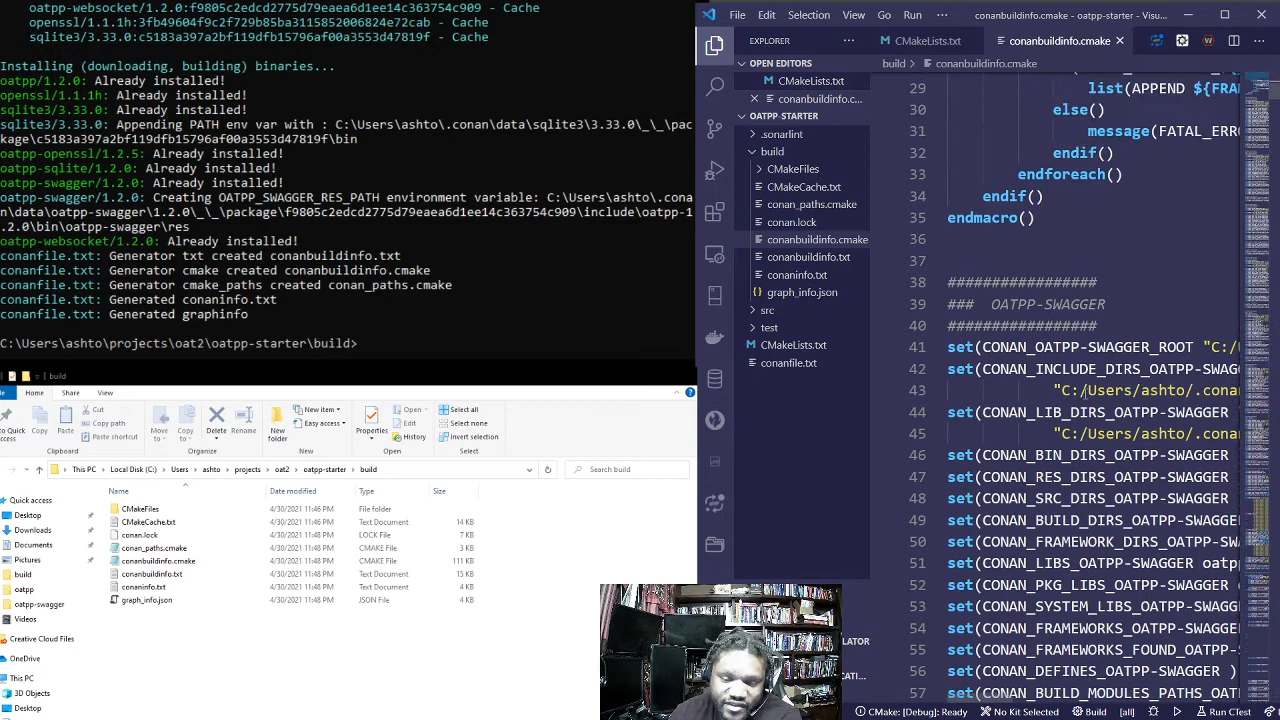 oatpp-websocket/1.2.0:f9805c2edcd2775d79eaea6d1ee14c363754c909 - Cache
openssl/1.1.1h:3fb49604f9c2f729b85ba3115852006824e72cab - Cache
sqlite3/3.33.0:c5183a397a2bf119dfb15796af00a3553d47819f - Cache
Installing (downloading, building) binaries...
oatpp/1.2.0: Already installed!
openssl/1.1.1h: Already installed!
sqlite3/3.33.0: Already installed!
sqlite3/3.33.0: Appending PATH env var with : C:\Users\ashto\.conan\data\sqlite3\3.33.0\_\_\pac
kage\c5183a397a2bf119dfb15796af00a3553d47819f\bin
oatpp-openssl/1.2.5: Already installed!
oatpp-sqlite/1.2.0: Already installed!
oatpp-swagger/1.2.0: Already installed!
oatpp-swagger/1.2.0: Creating OATPP_SWAGGER_RES_PATH environment variable: C:\Users\ashto\.cona
n\data\oatpp-swagger\1.2.0\_\_\package\f9805c2edcd2775d79eaea6d1ee14c363754c909\include\oatpp-1
.2.0\bin\oatpp-swagger\res
oatpp-websocket/1.2.0: Already installed!
conanfile.txt: Generator txt created conanbuildinfo.txt
conanfile.txt: Generator cmake created conanbuildinfo.cmake
conanfile.txt: Generator cmake_paths created conan_paths.cmake
conanfile.txt: Generated conaninfo.txt
conanfile.txt: Generated graphinfo
C:\Users\ashto\projects\oat2\oatpp-starter\build>
build
Home Share View
Copy Paste Cut Copy path Move to Copy to Delete Rename New folder New item Easy access Properties Open Edit History Select all Select none Invert selection
Clipboard Organize New Open Select
This PC > Local Disk (C:) > Users > ashto > projects > oat2 > oatpp-starter > build
Search build
Quick access
Desktop
Downloads
Documents
Pictures
build
oatpp
oatpp-swagger
Videos
Creative Cloud Files
OneDrive
This PC
3D Objects
Desktop
Name Date modified Type Size
CMakeFiles 4/30/2021 11:46 PM File folder
CMakeCache.txt 4/30/2021 11:46 PM Text Document 14 KB
conan.lock 4/30/2021 11:48 PM LOCK File 7 KB
conan_paths.cmake 4/30/2021 11:48 PM CMAKE File 3 KB
conanbuildinfo.cmake 4/30/2021 11:48 PM CMAKE File 111 KB
conanbuildinfo.txt 4/30/2021 11:48 PM Text Document 15 KB
conaninfo.txt 4/30/2021 11:48 PM Text Document 4 KB
graph_info.json 4/30/2021 11:48 PM JSON File 4 KB
File Edit Selection View Go Run ··· conanbuildinfo.cmake - oatpp-starter - Visu...
EXPLORER
OPEN EDITORS
CMakeLists.txt
conanbuildinfo.c...
OATPP-STARTER
.sonarlint
build
CMakeFiles
CMakeCache.txt
conan_paths.cmake
conan.lock
conanbuildinfo.cmake
conanbuildinfo.txt
conaninfo.txt
graph_info.json
src
test
CMakeLists.txt
conanfile.txt
CMakeLists.txt conanbuildinfo.cmake
build > conanbuildinfo.cmake
29 list(APPEND ${FRA
30 else()
31 message(FATAL_ERR
32 endif()
33 endforeach()
34 endif()
35 endmacro()
36
37
38 #################
39 ### OATPP-SWAGGER
40 #################
41 set(CONAN_OATPP-SWAGGER_ROOT "C:/
42 set(CONAN_INCLUDE_DIRS_OATPP-SWAG
43 "C:/Users/ashto/.cona
44 set(CONAN_LIB_DIRS_OATPP-SWAGGER
45 "C:/Users/ashto/.cona
46 set(CONAN_BIN_DIRS_OATPP-SWAGGER
47 set(CONAN_RES_DIRS_OATPP-SWAGGER
48 set(CONAN_SRC_DIRS_OATPP-SWAGGER
49 set(CONAN_BUILD_DIRS_OATPP-SWAGGE
50 set(CONAN_FRAMEWORK_DIRS_OATPP-SW
51 set(CONAN_LIBS_OATPP-SWAGGER oatp
52 set(CONAN_PKG_LIBS_OATPP-SWAGGER
53 set(CONAN_SYSTEM_LIBS_OATPP-SWAGG
54 set(CONAN_FRAMEWORKS_OATPP-SWAGGE
55 set(CONAN_FRAMEWORKS_FOUND_OATPP-S
56 set(CONAN_DEFINES_OATPP-SWAGGER )
57 set(CONAN_BUILD_MODULES_PATHS_OAT
CMake: [Debug]: Ready No Kit Selected Build [all] Run CTest